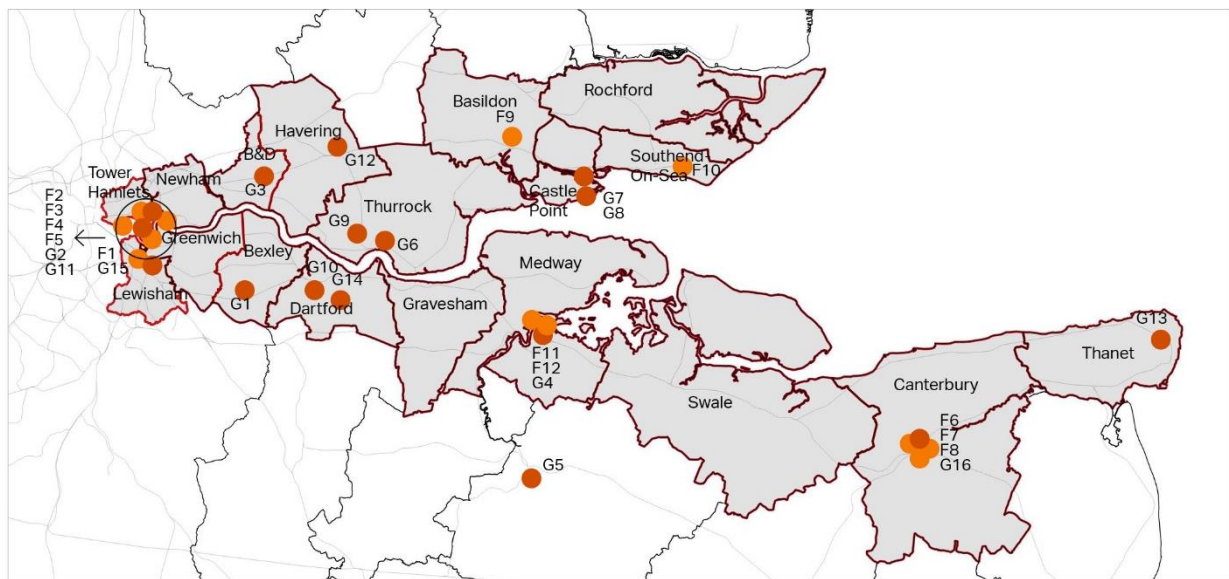 Basildon
F9
Rochford
Havering
G12
B&D
G3
Southend-
On-Sea
F10
Tower
Hamlets
Newham
Castle
Point
G7
G8
Thurrock
G9
G6
F2
F3
F4
F5
G2
G11
F1
G15
Greenwich
Bexley
Lewisham
G1
G10
G14
Dartford
Gravesham
Medway
F11
F12
G4
G5
Swale
Canterbury
F6
F7
F8
G16
G13
Thanet